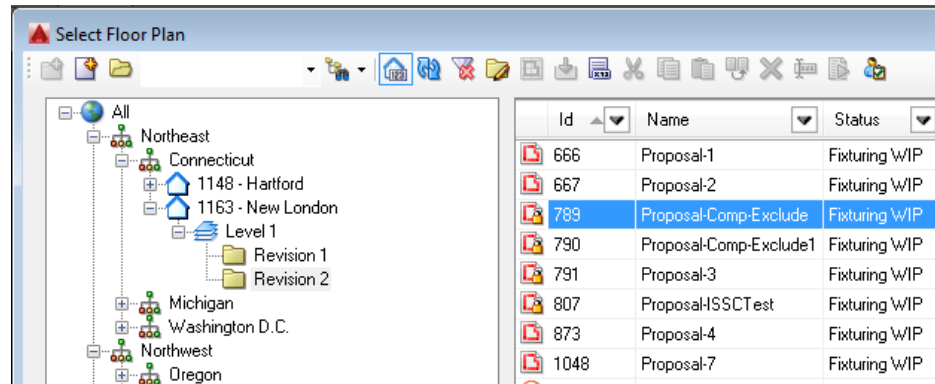 Select Floor Plan
All
Northeast
Connecticut
1148 - Hartford
1163 - New London
Level 1
Revision 1
Revision 2
Michigan
Washington D.C.
Northwest
Oregon
Id Name Status
666 Proposal-1 Fixturing WIP
667 Proposal-2 Fixturing WIP
789 Proposal-Comp-Exclude Fixturing WIP
790 Proposal-Comp-Exclude1 Fixturing WIP
791 Proposal-3 Fixturing WIP
807 Proposal-ISSCTest Fixturing WIP
873 Proposal-4 Fixturing WIP
1048 Proposal-7 Fixturing WIP